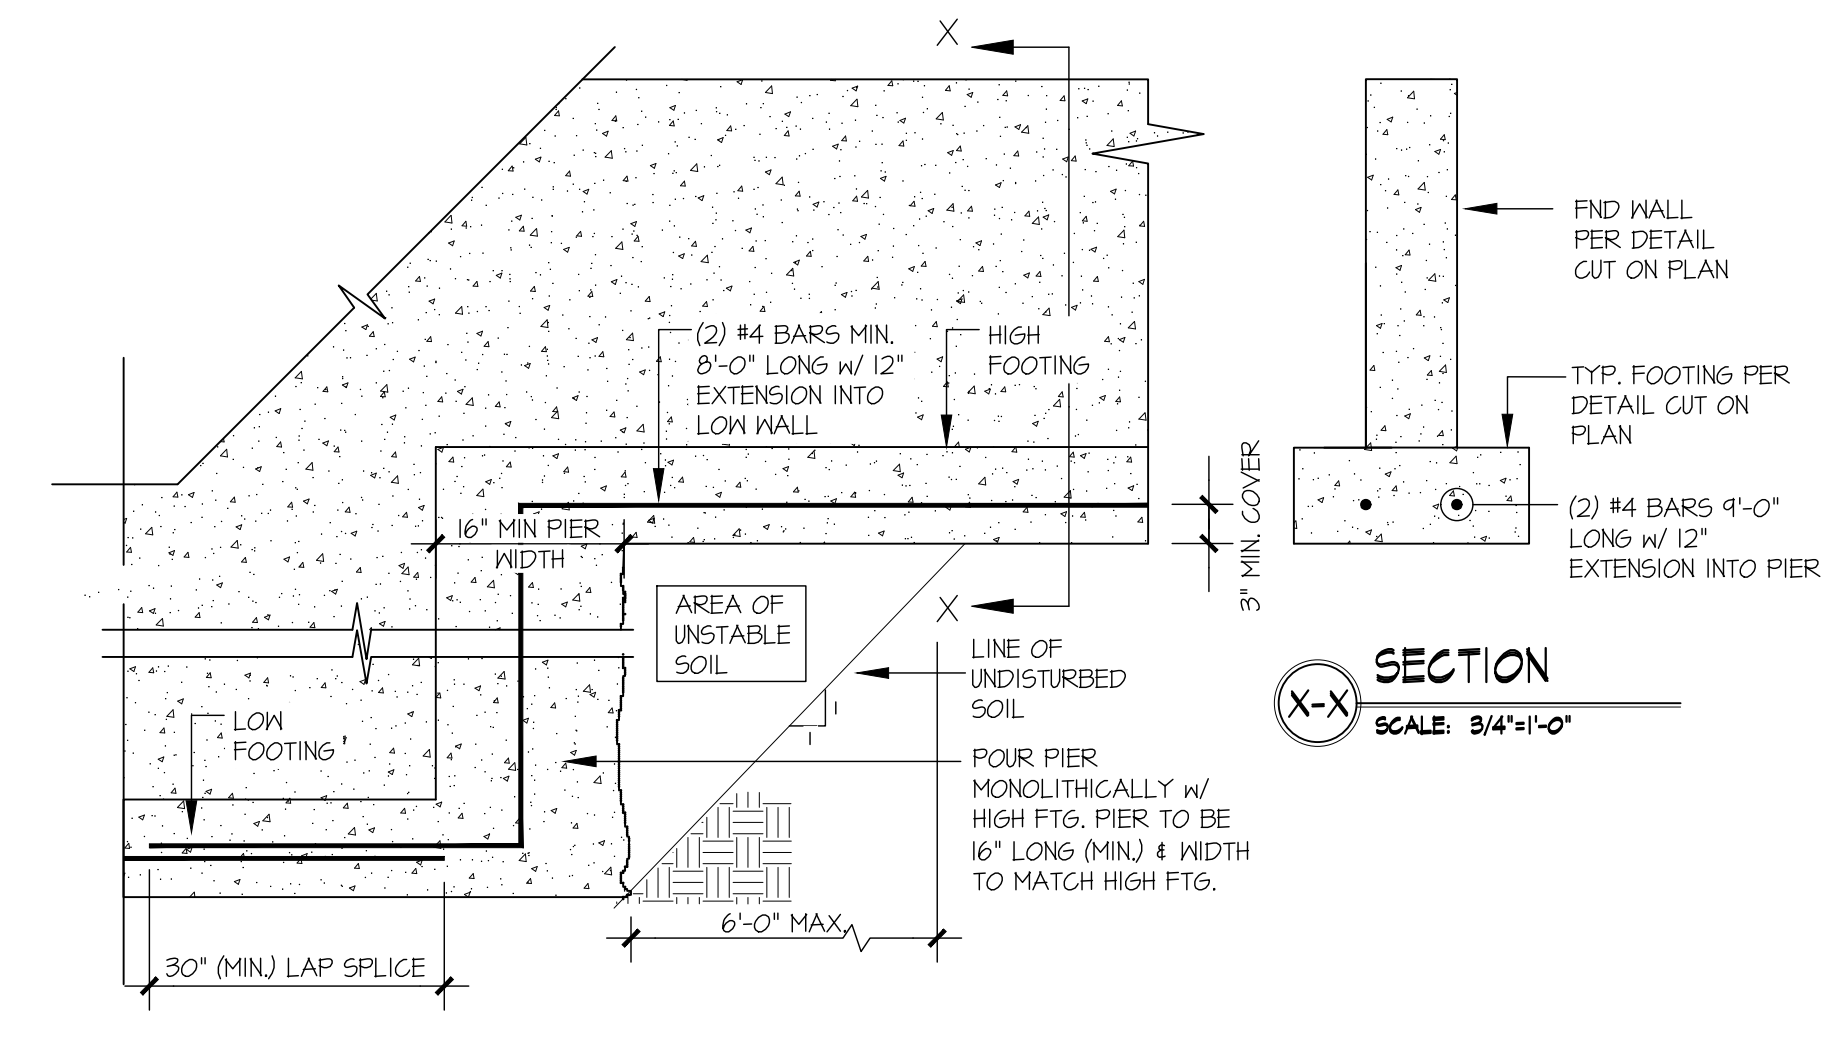 X
(2) #4 BARS MIN.
8'-0" LONG w/ 12"
EXTENSION INTO
LOW WALL
HIGH
FOOTING
16" MIN PIER
WIDTH
AREA OF
UNSTABLE
SOIL
X
LINE OF
UNDISTURBED
SOIL
1
1
LOW
FOOTING
POUR PIER
MONOLITHICALLY w/
HIGH FTG. PIER TO BE
16" LONG (MIN.) & WIDTH
TO MATCH HIGH FTG.
6'-0" MAX.
30" (MIN.) LAP SPLICE
3" MIN. COVER
FND WALL
PER DETAIL
CUT ON PLAN
TYP. FOOTING PER
DETAIL CUT ON
PLAN
(2) #4 BARS 9'-0"
LONG w/ 12"
EXTENSION INTO PIER
X-X
SECTION
SCALE: 3/4"=1'-0"